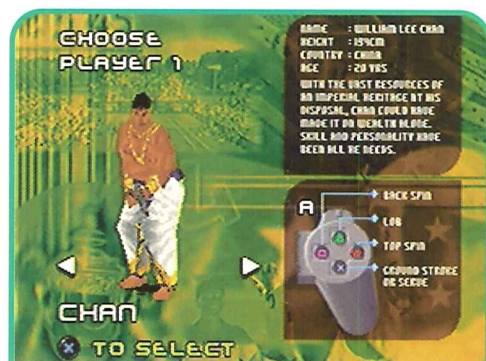 CHOOSE
PLAYER 1
NAME : WILLIAM LEE CHAN
HEIGHT : 194CM
COUNTRY : CHINA
AGE : 20 YRS
WITH THE VAST RESOURCES OF
AN IMPERIAL HERITAGE AT HIS
DISPOSAL, CHAN COULD HAVE
MADE IT ON WEALTH ALONE.
SKILL AND PERSONALITY HAVE
BEEN ALL HE NEEDS.
A
BACK SPIN
LOB
TOP SPIN
GROUND STROKE
OR SERVE
CHAN
X TO SELECT